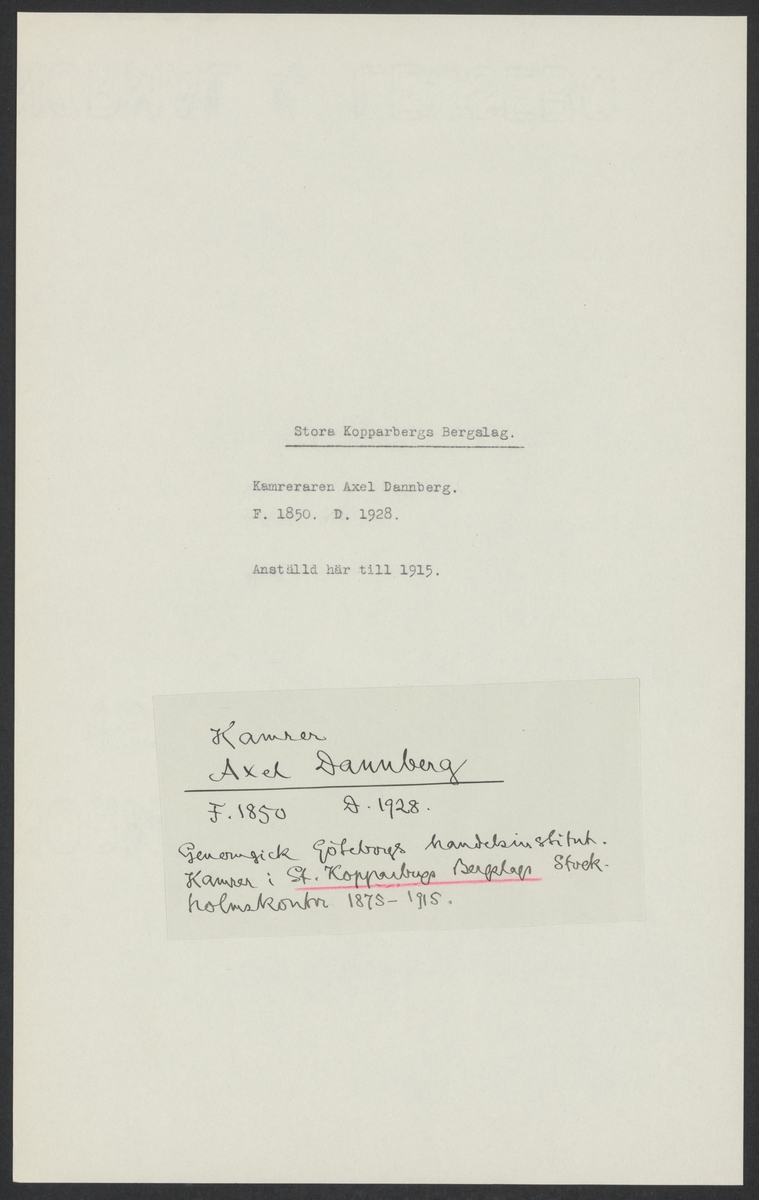 Stora Kopparbergs Bergslag.
Kamreraren Axel Dannberg.
F. 1850. D. 1928.
Anställd här till 1915.
Kamrer
Axel Dannberg
F. 1850 D. 1928.
Genomgick Göteborgs handelsinstitut.
Kamrer i St. Kopparbergs Bergslags Stock-
holmskontor 1875-1915.